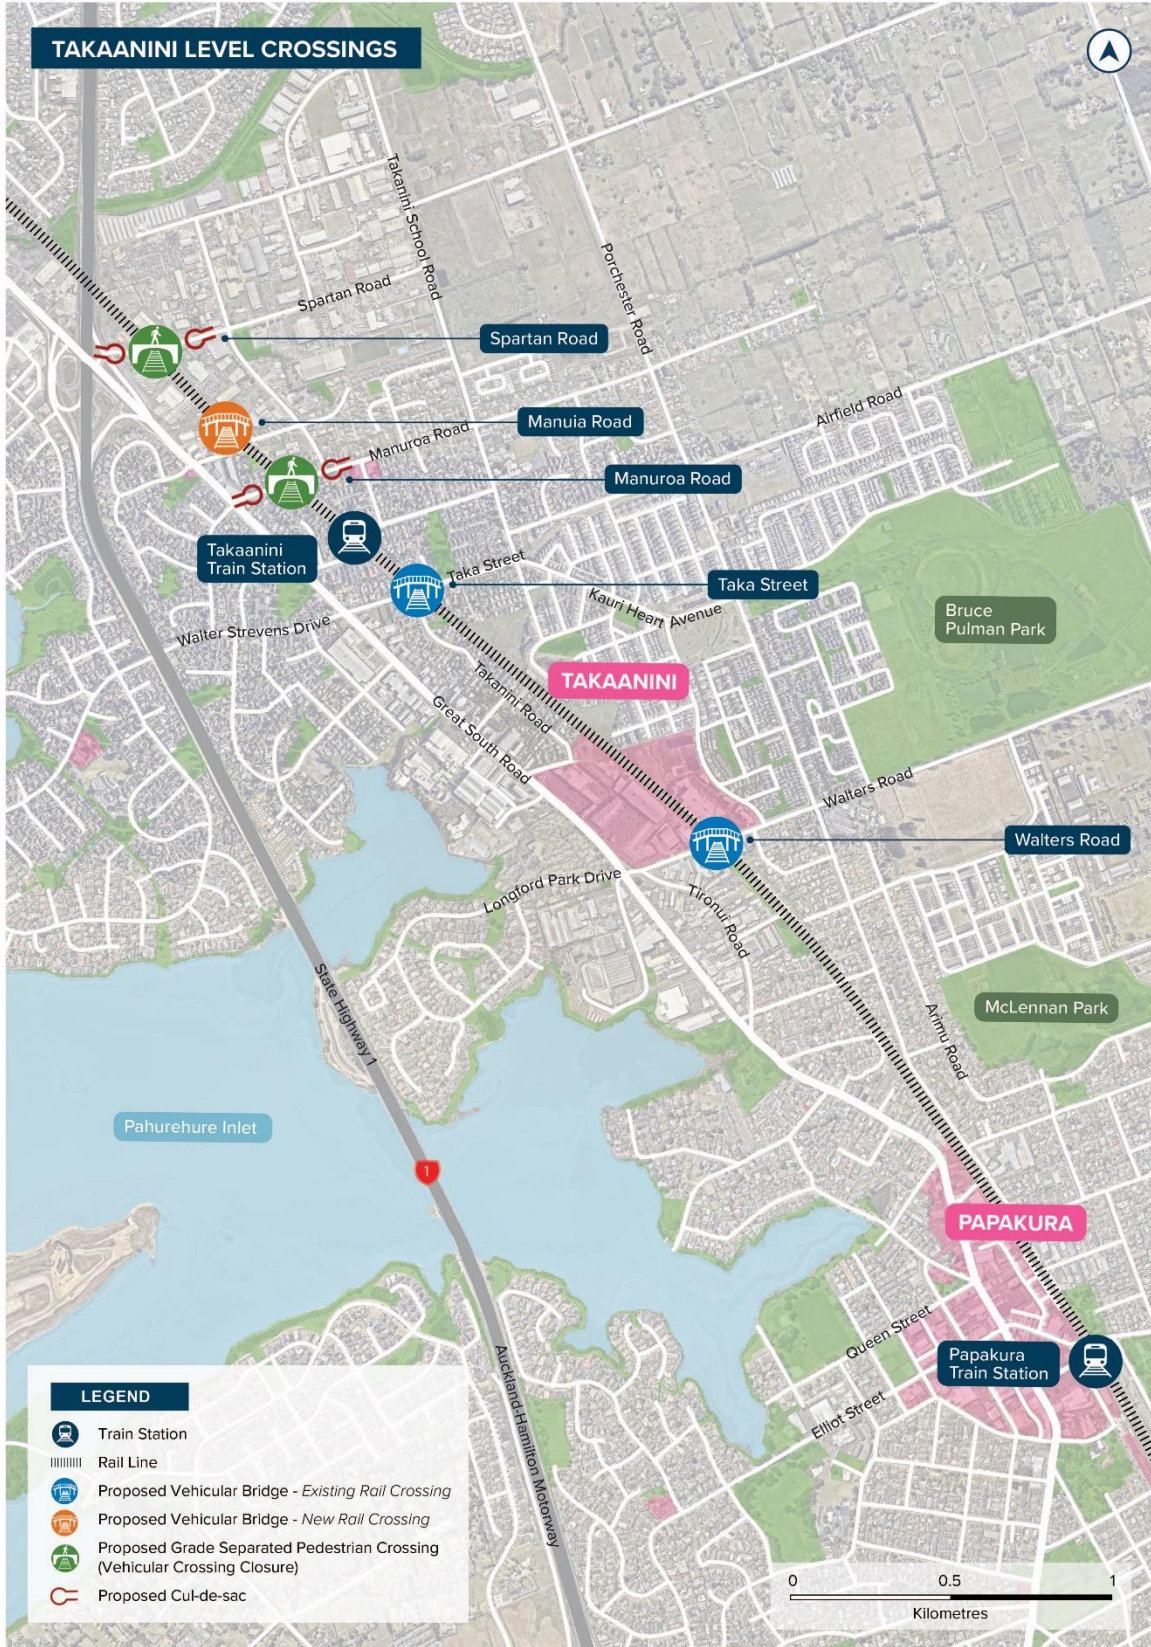 TAKAANINI LEVEL CROSSINGS
Takanini School Road
Porchester Road
Spartan Road
Spartan Road
Manuia Road
Airfield Road
Manuroa Road
Manuroa Road
Takaanini
Train Station
Taka Street
Taka Street
Kauri Heart Avenue
Bruce
Pulman Park
Walter Strevens Drive
TAKAANINI
Takanini Road
Great South Road
Walters Road
Walters Road
Longford Park Drive
Tironui Road
State Highway 1
McLennan Park
Arimu Road
Pahurehure Inlet
1
PAPAKURA
Queen Street
Papakura
Train Station
Elliot Street
Auckland-Hamilton Motorway
LEGEND
Train Station
Rail Line
Proposed Vehicular Bridge - Existing Rail Crossing
Proposed Vehicular Bridge - New Rail Crossing
Proposed Grade Separated Pedestrian Crossing
(Vehicular Crossing Closure)
Proposed Cul-de-sac
0 0.5 1
Kilometres